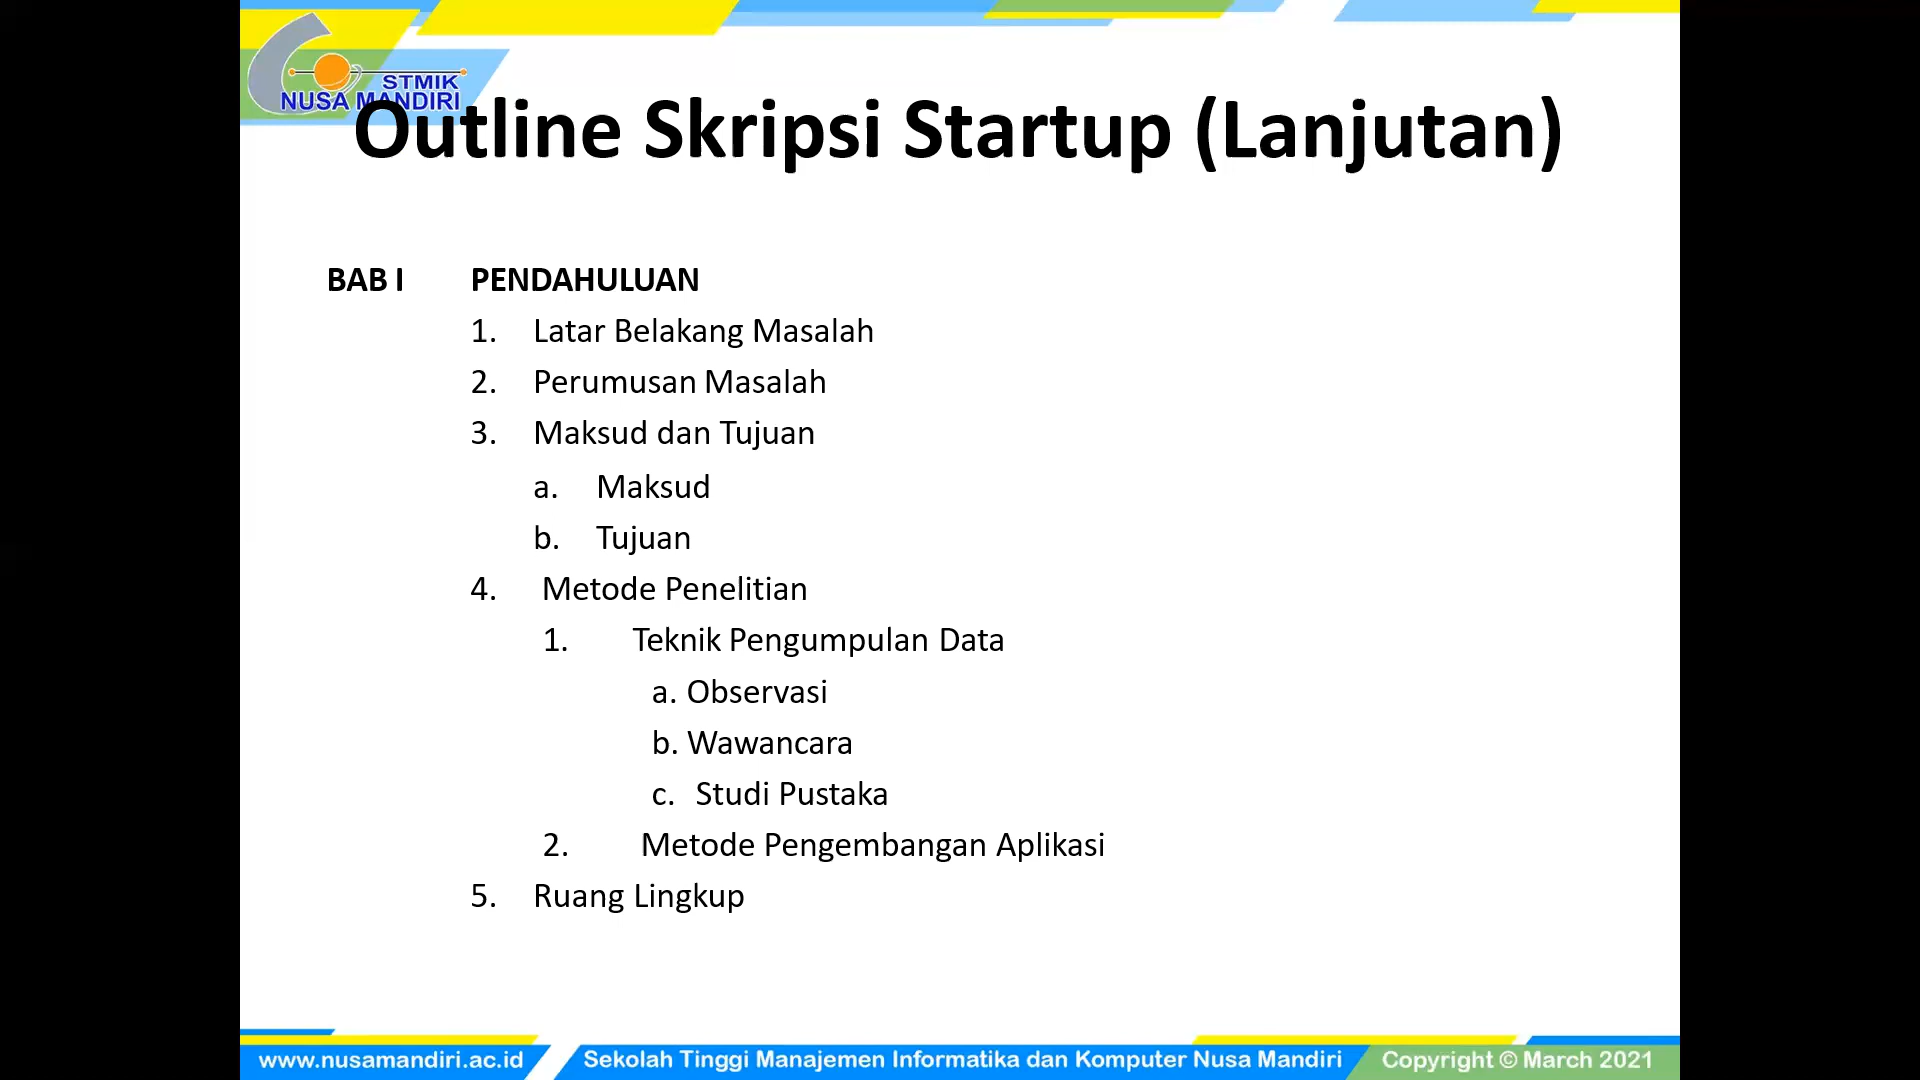 STMIK
NUSA MANDIRI
Outline Skripsi Startup (Lanjutan)
BAB I PENDAHULUAN
1. Latar Belakang Masalah
2. Perumusan Masalah
3. Maksud dan Tujuan
a. Maksud
b. Tujuan
4. Metode Penelitian
1. Teknik Pengumpulan Data
a. Observasi
b. Wawancara
c. Studi Pustaka
2. Metode Pengembangan Aplikasi
5. Ruang Lingkup
www.nusamandiri.ac.id Sekolah Tinggi Manajemen Informatika dan Komputer Nusa Mandiri Copyright © March 2021